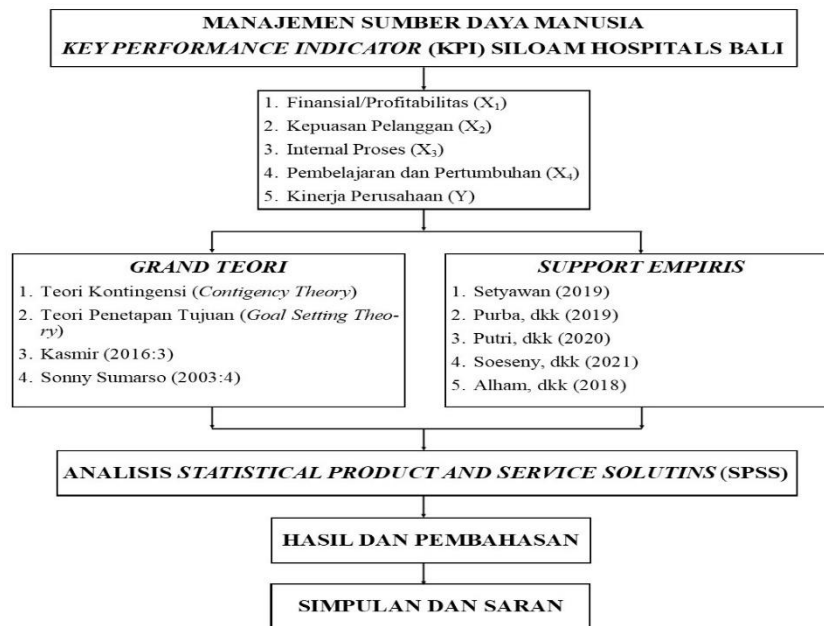 MANAJEMEN SUMBER DAYA MANUSIA
KEY PERFORMANCE INDICATOR (KPI) SILOAM HOSPITALS BALI
1. Finansial/Profitabilitas (X₁)
2. Kepuasan Pelanggan (X₂)
3. Internal Proses (X₃)
4. Pembelajaran dan Pertumbuhan (X₄)
5. Kinerja Perusahaan (Y)
GRAND TEORI
1. Teori Kontingensi (Contigency Theory)
2. Teori Penetapan Tujuan (Goal Setting Theo-
ry)
3. Kasmir (2016:3)
4. Sonny Sumarso (2003:4)
SUPPORT EMPIRIS
1. Setyawan (2019)
2. Purba, dkk (2019)
3. Putri, dkk (2020)
4. Soeseny, dkk (2021)
5. Alham, dkk (2018)
ANALISIS STATISTICAL PRODUCT AND SERVICE SOLUTINS (SPSS)
HASIL DAN PEMBAHASAN
SIMPULAN DAN SARAN